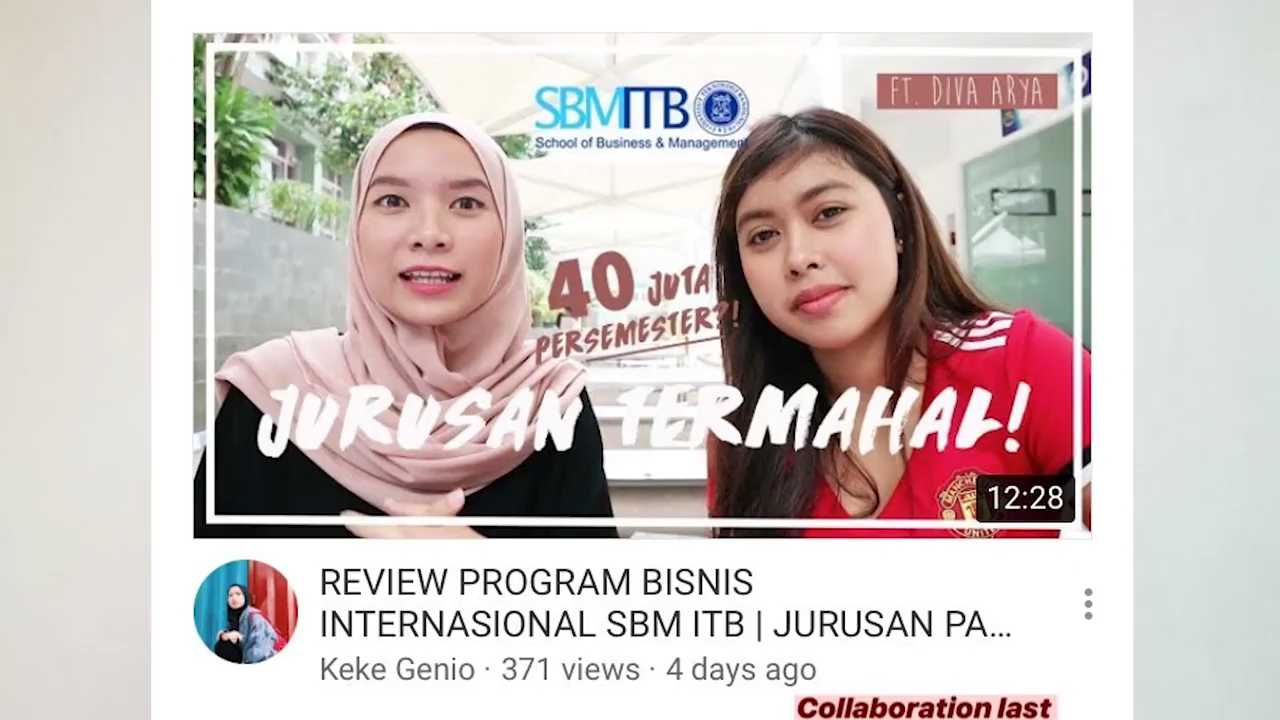 FT. DIVA ARYA
SBMITB
School of Business & Management
40 JUTA
PERSEMESTER?!
JURUSAN TERMAHAL!
12:28
REVIEW PROGRAM BISNIS
INTERNASIONAL SBM ITB | JURUSAN PA...
Keke Genio · 371 views · 4 days ago
Collaboration last